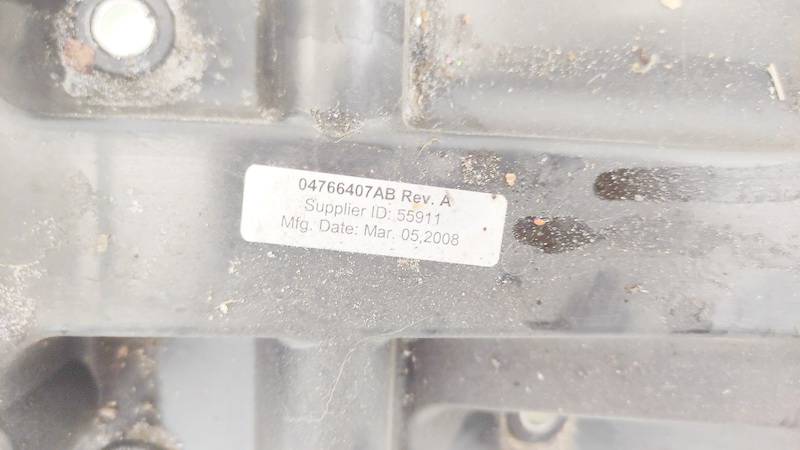 04766407AB Rev. A
Supplier ID: 55911
Mfg. Date: Mar. 05,2008